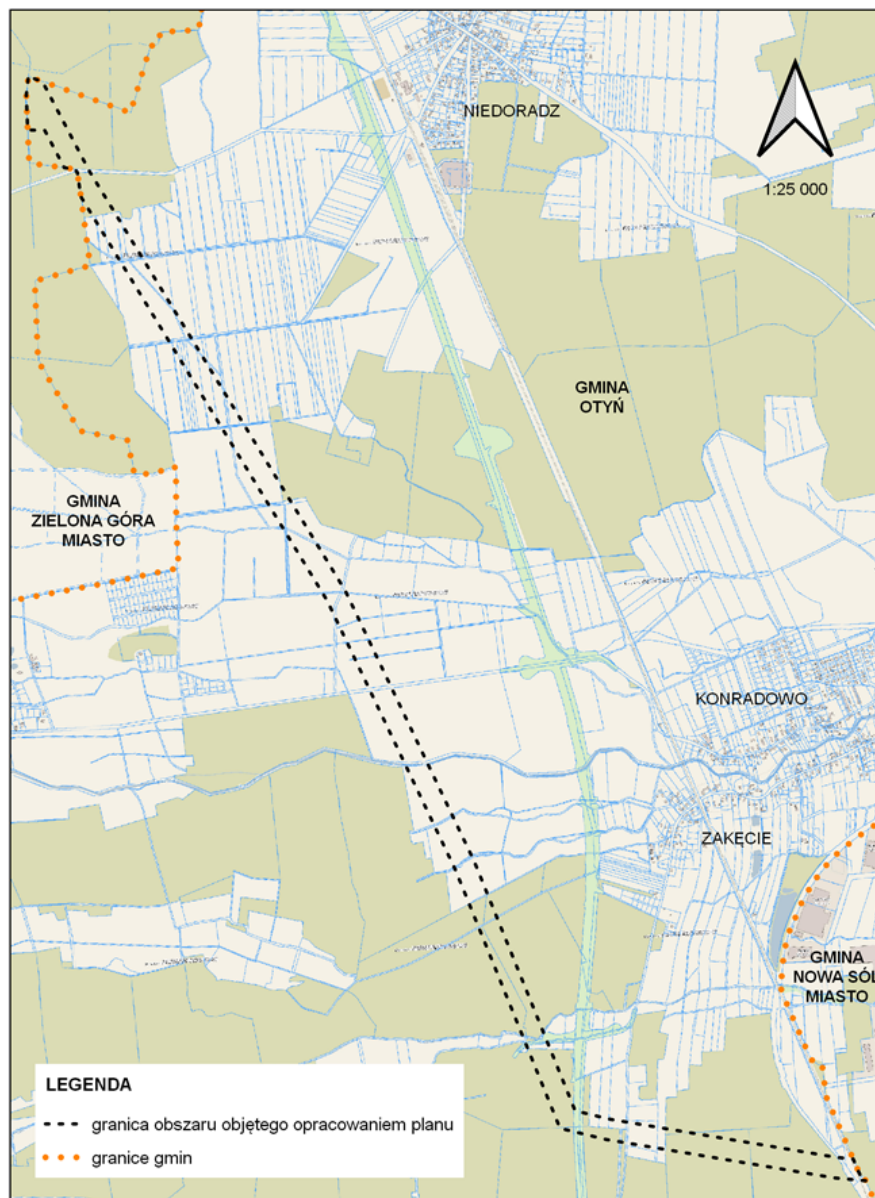 NIEDORADZ
1:25 000
GMINA
OTYŃ
GMINA
ZIELONA GÓRA
MIASTO
KONRADOWO
ZAKĘCIE
GMINA
NOWA SÓL
MIASTO
LEGENDA
granica obszaru objętego opracowaniem planu
granice gmin